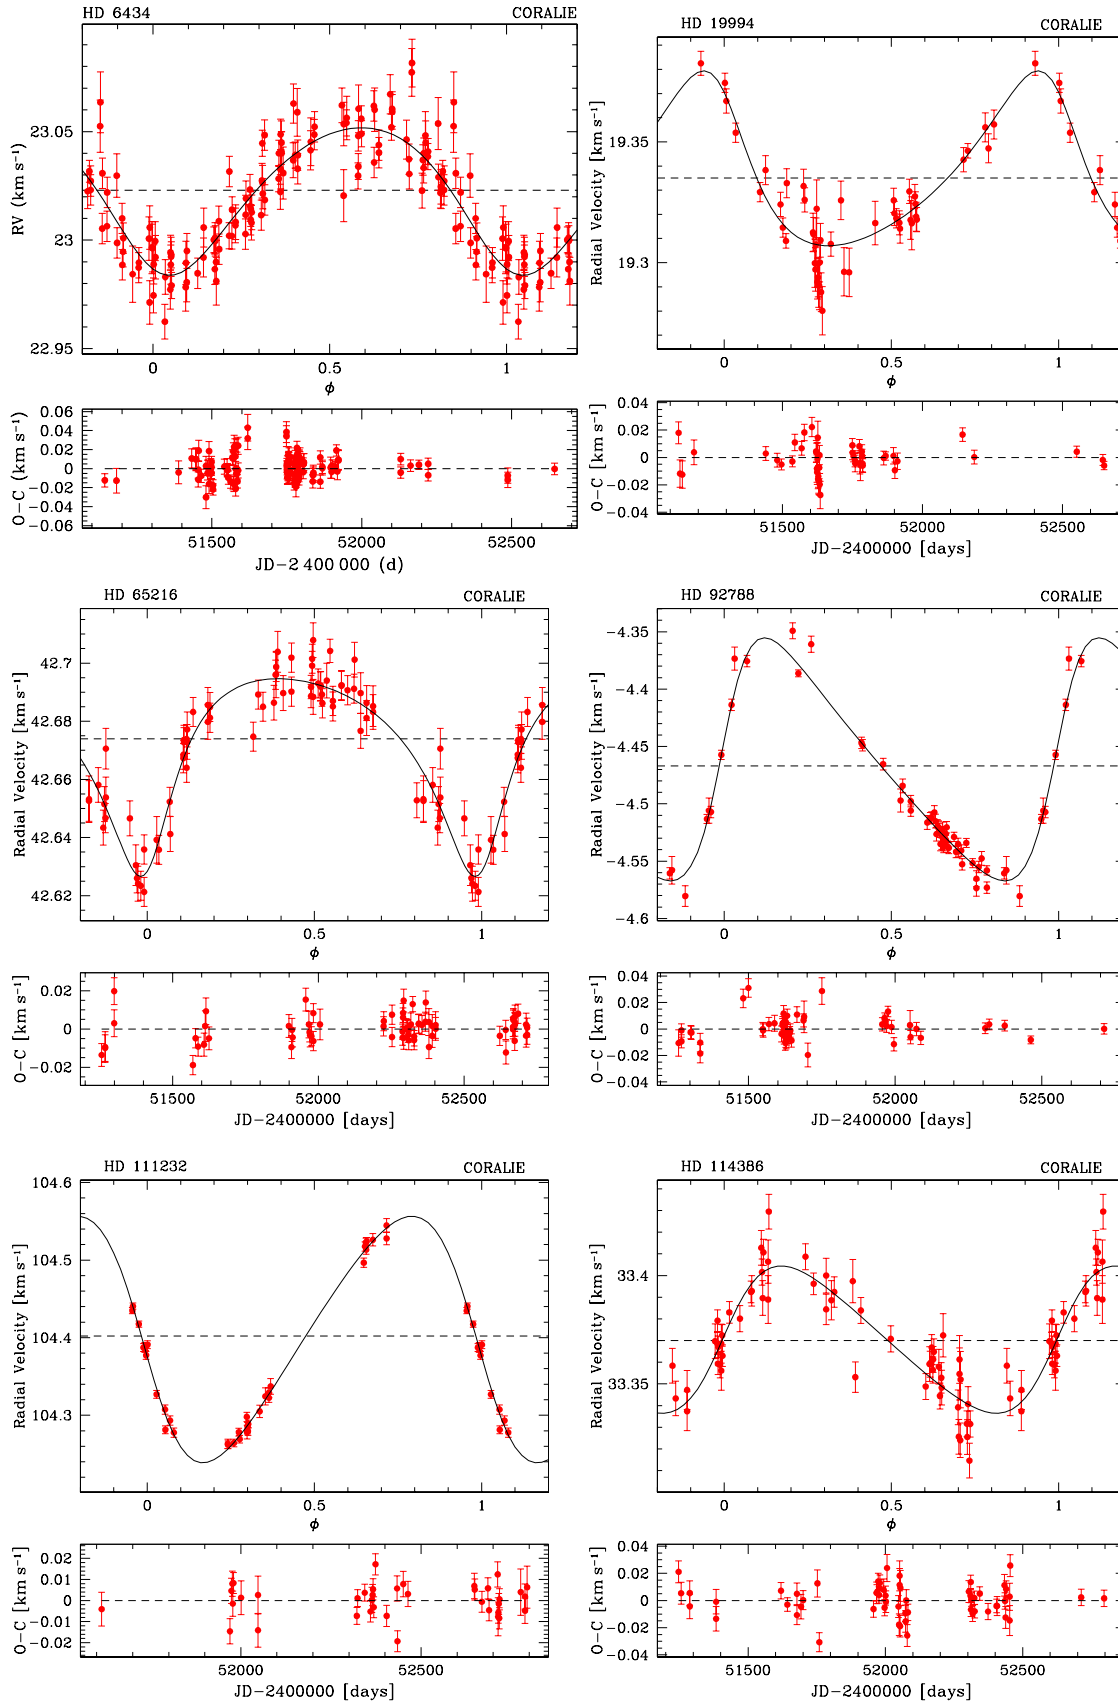 HD 6434 CORALIE
23.05
23
22.95
RV (km s⁻¹)
0 0.5 1
ϕ
0.06
0.04
0.02
0
−0.02
−0.04
−0.06
O−C (km s⁻¹)
51500 52000 52500
JD−2 400 000 (d)
HD 19994 CORALIE
19.35
19.3
Radial Velocity [km s⁻¹]
0 0.5 1
ϕ
0.04
0.02
0
−0.02
−0.04
O−C [km s⁻¹]
51500 52000 52500
JD−2400000 [days]
HD 65216 CORALIE
42.7
42.68
42.66
42.64
42.62
Radial Velocity [km s⁻¹]
0 0.5 1
ϕ
0.02
0
−0.02
O−C [km s⁻¹]
51500 52000 52500
JD−2400000 [days]
HD 92788 CORALIE
−4.35
−4.4
−4.45
−4.5
−4.55
−4.6
Radial Velocity [km s⁻¹]
0 0.5 1
ϕ
0.04
0.02
0
−0.02
−0.04
O−C [km s⁻¹]
51500 52000 52500
JD−2400000 [days]
HD 111232 CORALIE
104.6
104.5
104.4
104.3
Radial Velocity [km s⁻¹]
0 0.5 1
ϕ
0.02
0.01
0
−0.01
−0.02
O−C [km s⁻¹]
52000 52500
JD−2400000 [days]
HD 114386 CORALIE
33.4
33.35
Radial Velocity [km s⁻¹]
0 0.5 1
ϕ
0.04
0.02
0
−0.02
−0.04
O−C [km s⁻¹]
51500 52000 52500
JD−2400000 [days]